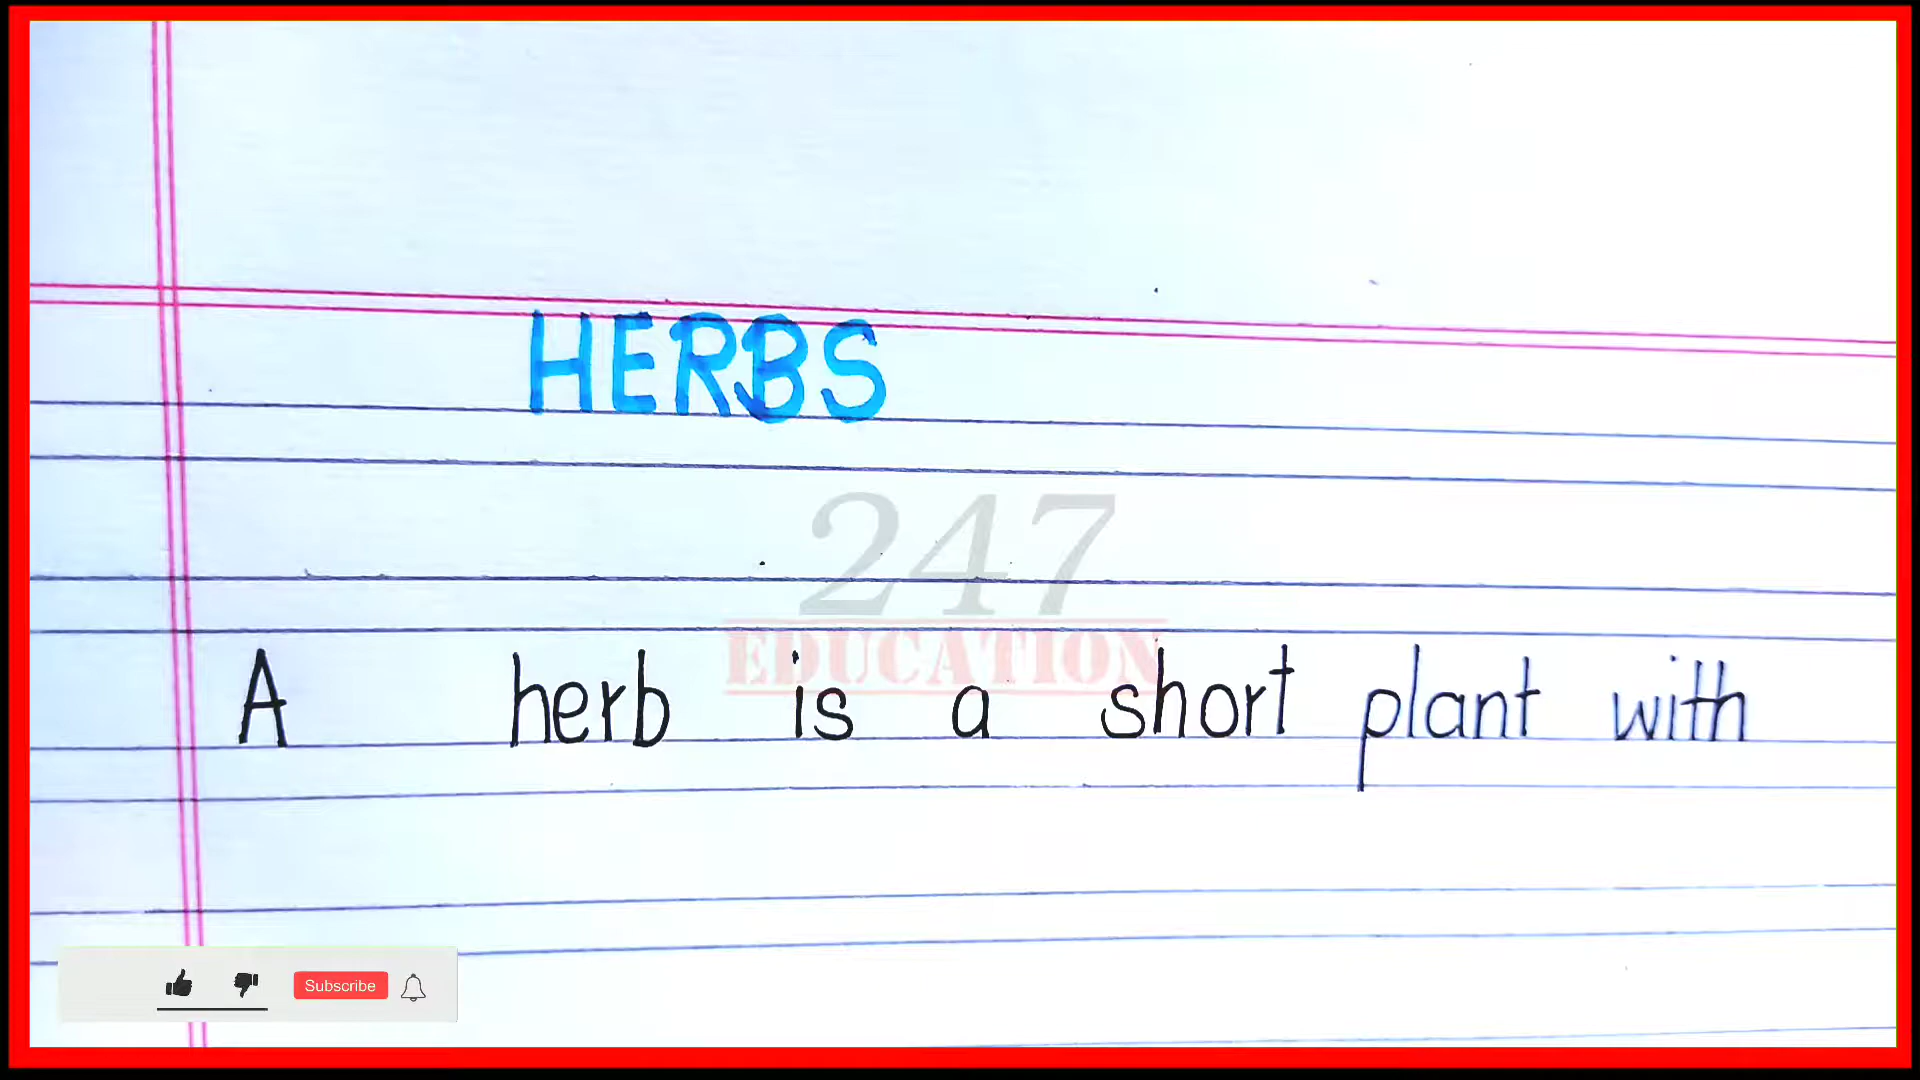 HERBS
247
EDUCATION
A herb is a short plant with
Subscribe